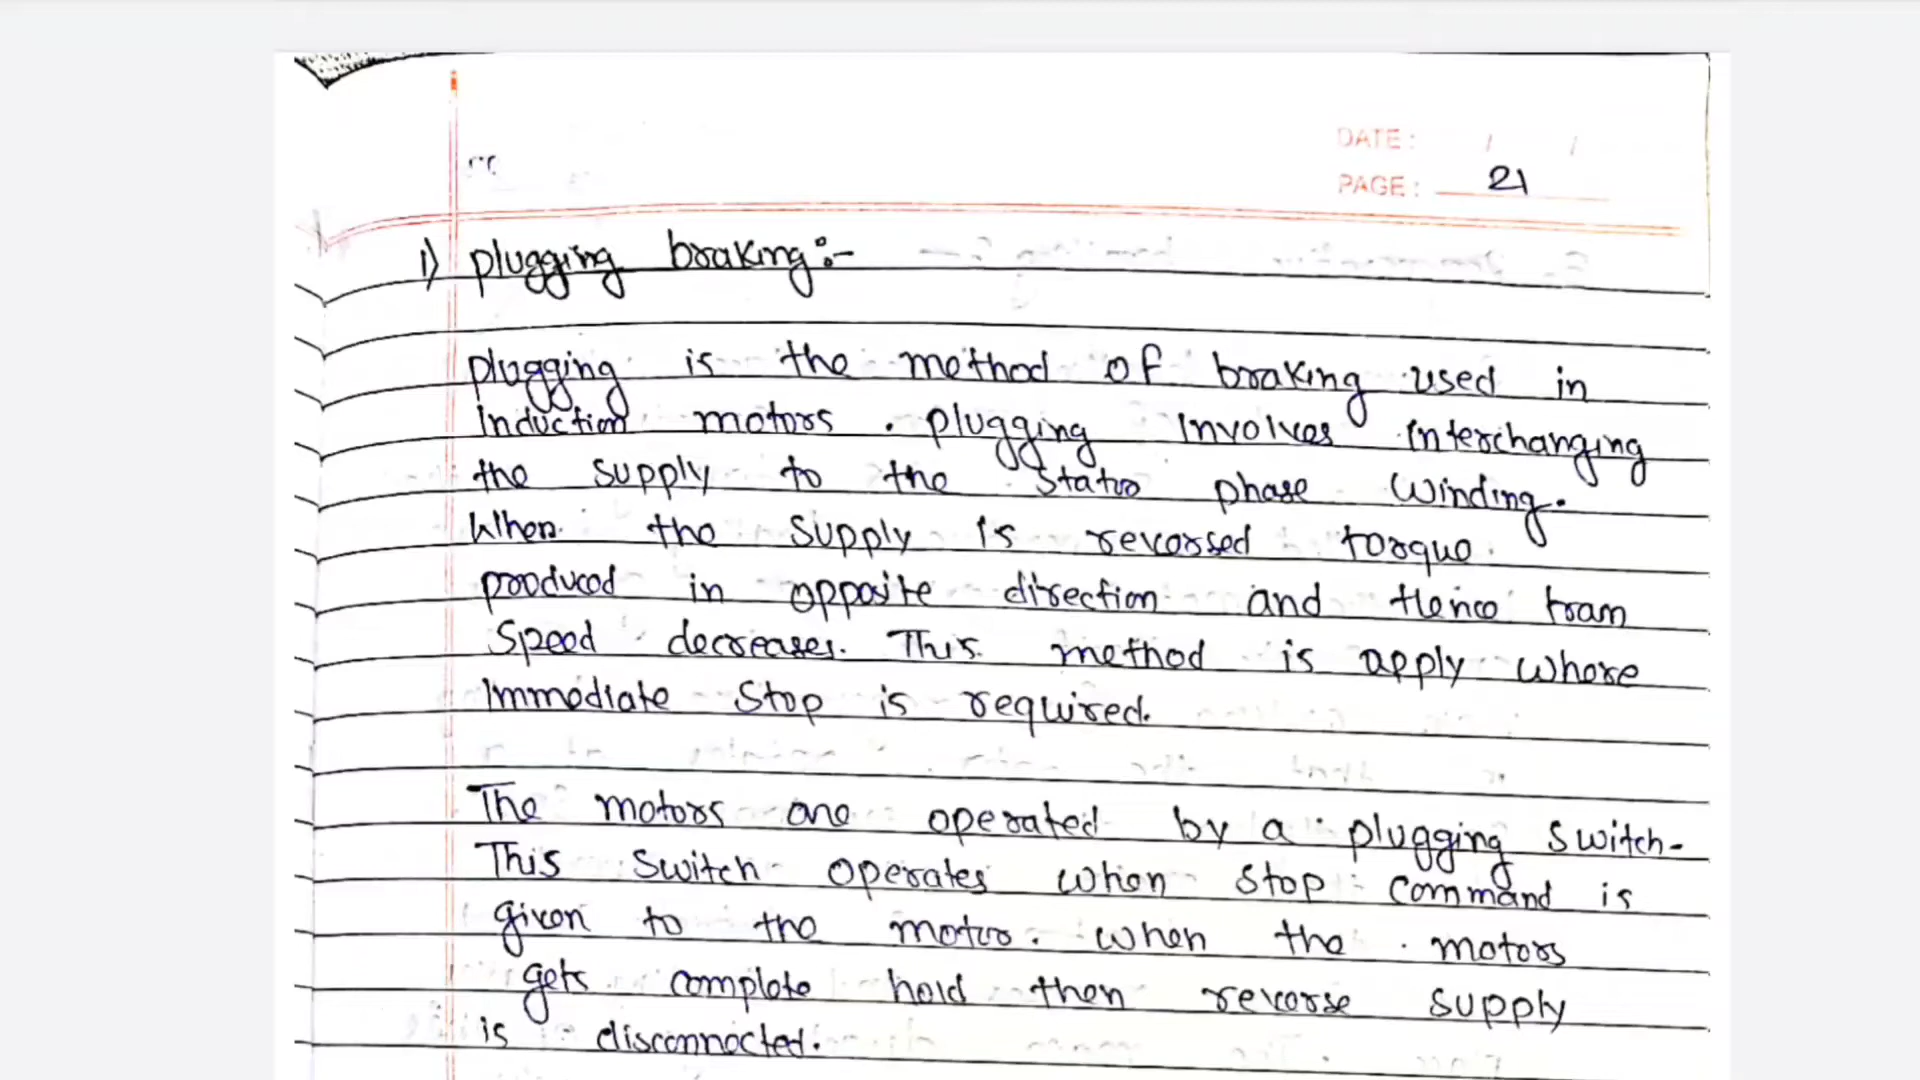 DATE: / /
PAGE: 21
1) plugging braking :-
plugging is the method of braking used in
induction motors. plugging involves interchanging
the supply to the stator phase winding.
When the supply is reversed torque
produced in opposite direction and Hence tram
speed decreases. This method is apply where
immediate stop is required.
The motors are operated by a plugging switch.
This switch operates when stop command is
given to the motor. when the motors
gets complete hold then reverse supply
is disconnected.